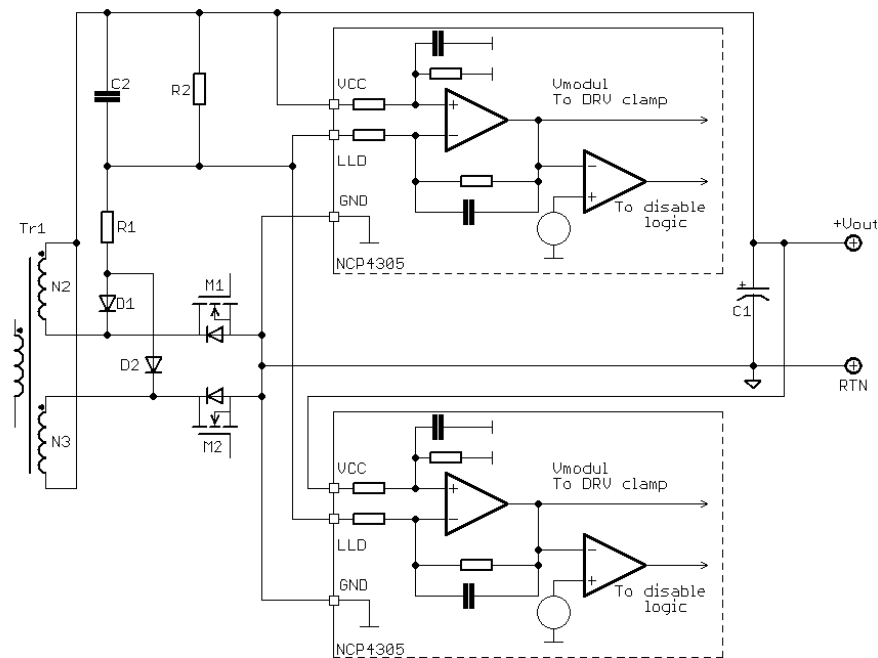 C2
R2
VCC
Vmodul
To DRV clamp
LLD
GND
To disable
logic
NCP4305
Tr1
R1
+Vout
N2
D1
M1
C1
D2
RTN
N3
M2
VCC
Vmodul
To DRV clamp
LLD
GND
To disable
logic
NCP4305